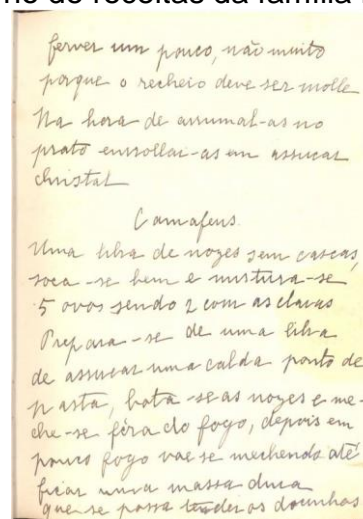 no de receitas da família
ferver um pouco, não muito
porque o recheio deve ser molle
Na hora de arrumal-as no
prato enrollal-as em assucar
christal
Camafeus.
Uma libra de nozes sem cascas,
soca-se bem e mistura-se
5 ovos sendo 2 com as claras
Prepara-se de uma libra
de assucar uma calda ponto de
pasta, bota-se as nozes e me-
che-se fóra do fogo, depois em
pouco fogo vae se mechendo até
ficar uma massa dura
que se possa tender os docinhos